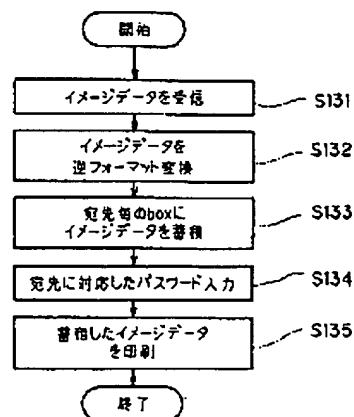 開始
イメージデータを受信
S131
イメージデータを
逆フォーマット変換
S132
宛先毎のboxに
イメージデータを蓄積
S133
宛先に対応したパスワード入力
S134
蓄積したイメージデータ
を印刷
S135
終了